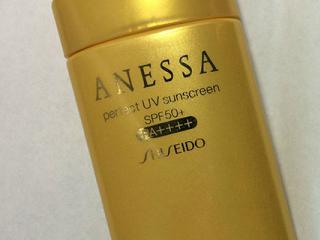 ANESSA
perfect UV sunscreen
SPF50+
PA++++
SHISEIDO